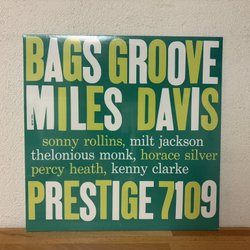 BAGS GROOVE
MILES DAVIS
sonny rollins, milt jackson
thelonious monk, horace silver
percy heath, kenny clarke
PRESTIGE 7109